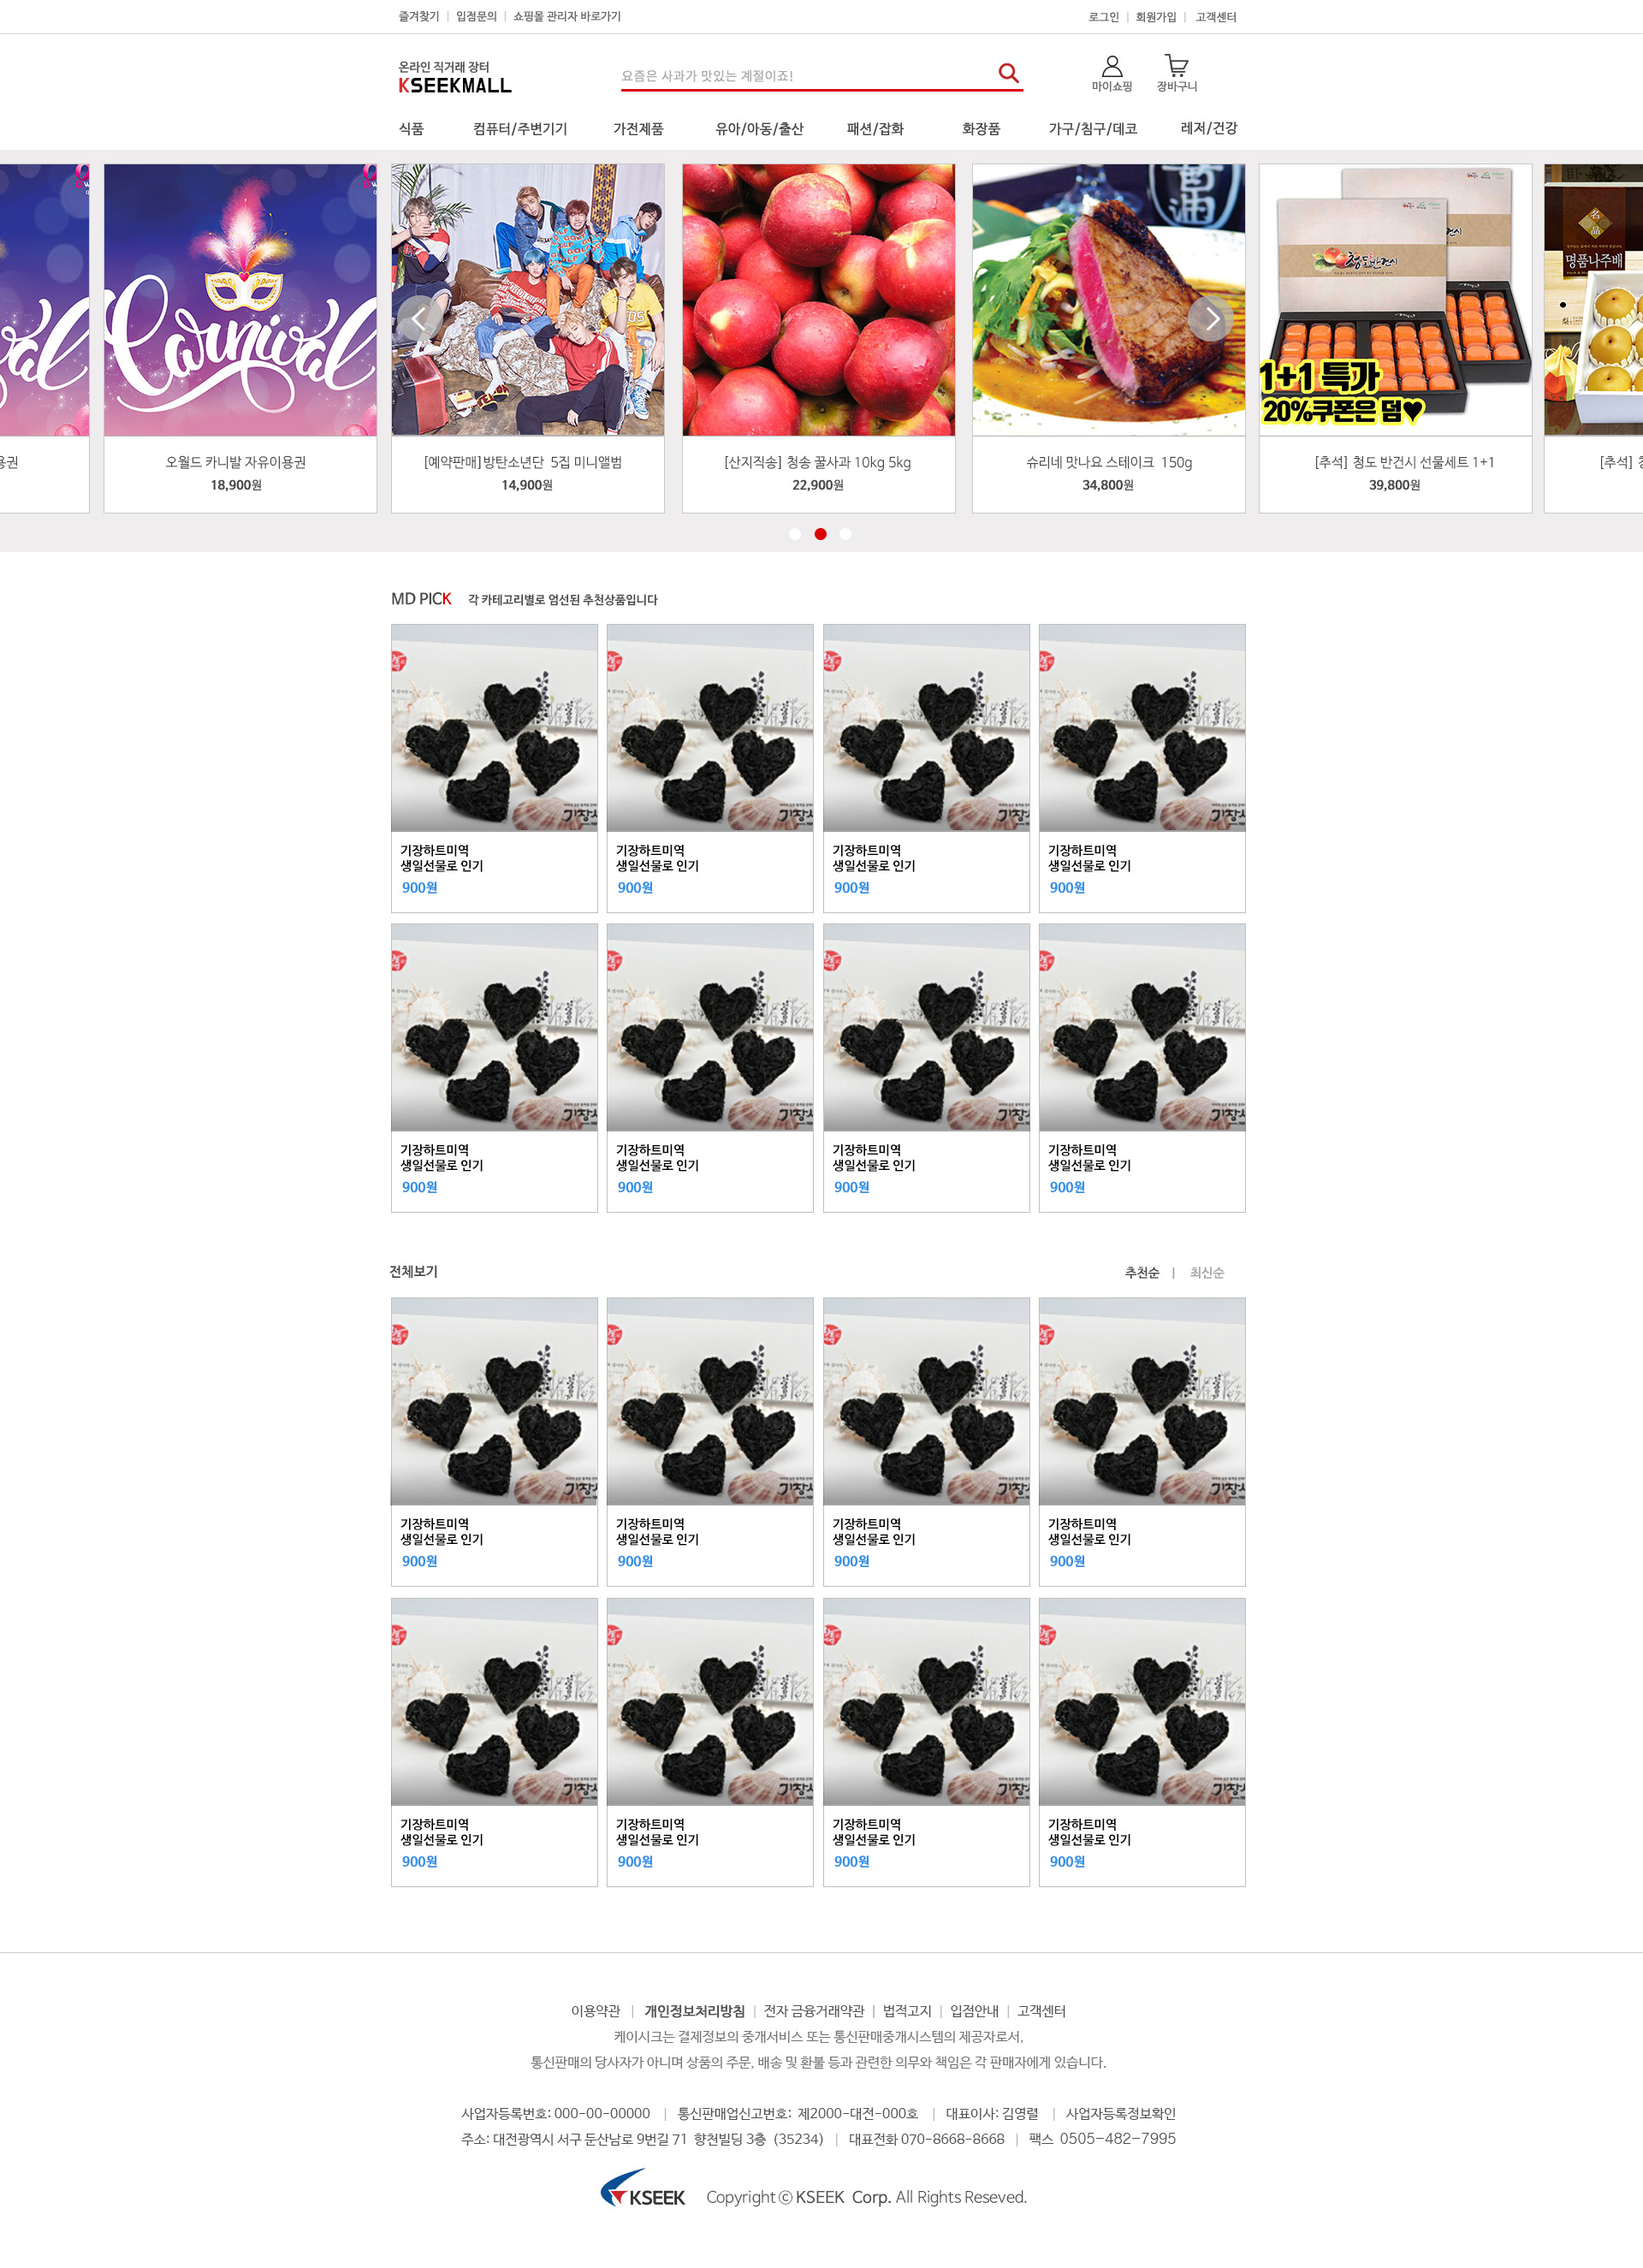 즐겨찾기 | 입점문의 | 쇼핑몰 관리자 바로가기
로그인 | 회원가입 | 고객센터
온라인 직거래 장터
KSEEKMALL
요즘은 사과가 맛있는 계절이죠!
마이쇼핑 장바구니
식품 컴퓨터/주변기기 가전제품 유아/아동/출산 패션/잡화 화장품 가구/침구/데코 레저/건강
Carnival
청도반건시
1+1 특가
20%쿠폰은 덤♥
名品
명품나주배
용권
오월드 카니발 자유이용권
18,900원
[예약판매]방탄소년단 5집 미니앨범
14,900원
[산지직송] 청송 꿀사과 10kg 5kg
22,900원
슈리네 맛나요 스테이크 150g
34,800원
[추석] 청도 반건시 선물세트 1+1
39,800원
[추석]
MD PICK 각 카테고리별로 엄선된 추천상품입니다
기장하트미역 기장하트미역 기장하트미역 기장하트미역
생일선물로 인기 생일선물로 인기 생일선물로 인기 생일선물로 인기
900원 900원 900원 900원
기장하트미역 기장하트미역 기장하트미역 기장하트미역
생일선물로 인기 생일선물로 인기 생일선물로 인기 생일선물로 인기
900원 900원 900원 900원
전체보기 추천순 | 최신순
기장하트미역 기장하트미역 기장하트미역 기장하트미역
생일선물로 인기 생일선물로 인기 생일선물로 인기 생일선물로 인기
900원 900원 900원 900원
기장하트미역 기장하트미역 기장하트미역 기장하트미역
생일선물로 인기 생일선물로 인기 생일선물로 인기 생일선물로 인기
900원 900원 900원 900원
이용약관 | 개인정보처리방침 | 전자 금융거래약관 | 법적고지 | 입점안내 | 고객센터
케이시크는 결제정보의 중개서비스 또는 통신판매중개시스템의 제공자로서,
통신판매의 당사자가 아니며 상품의 주문, 배송 및 환불 등과 관련한 의무와 책임은 각 판매자에게 있습니다.
사업자등록번호: 000-00-00000 | 통신판매업신고번호: 제2000-대전-000호 | 대표이사: 김영렬 | 사업자등록정보확인
주소: 대전광역시 서구 둔산남로 9번길 71 향천빌딩 3층 (35234) | 대표전화 070-8668-8668 | 팩스 0505-482-7995
KSEEK Copyright ⓒ KSEEK Corp. All Rights Reseved.